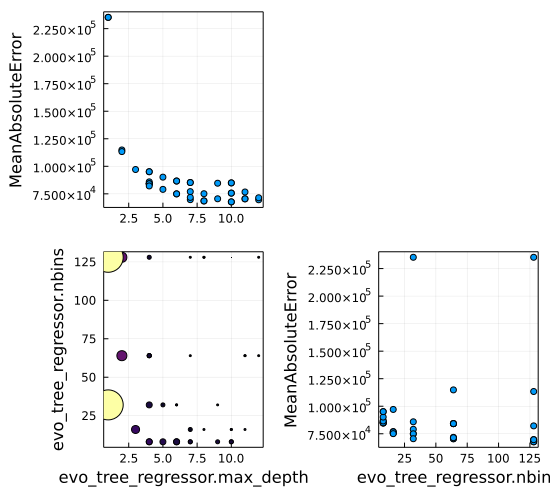 2.250×10⁵
2.000×10⁵
1.750×10⁵
1.500×10⁵
1.250×10⁵
1.000×10⁵
7.500×10⁴
MeanAbsoluteError
2.5 5.0 7.5 10.0
125
100
75
50
25
evo_tree_regressor.nbins
2.5 5.0 7.5 10.0
evo_tree_regressor.max_depth
2.250×10⁵
2.000×10⁵
1.750×10⁵
1.500×10⁵
1.250×10⁵
1.000×10⁵
7.500×10⁴
MeanAbsoluteError
25 50 75 100 125
evo_tree_regressor.nbin